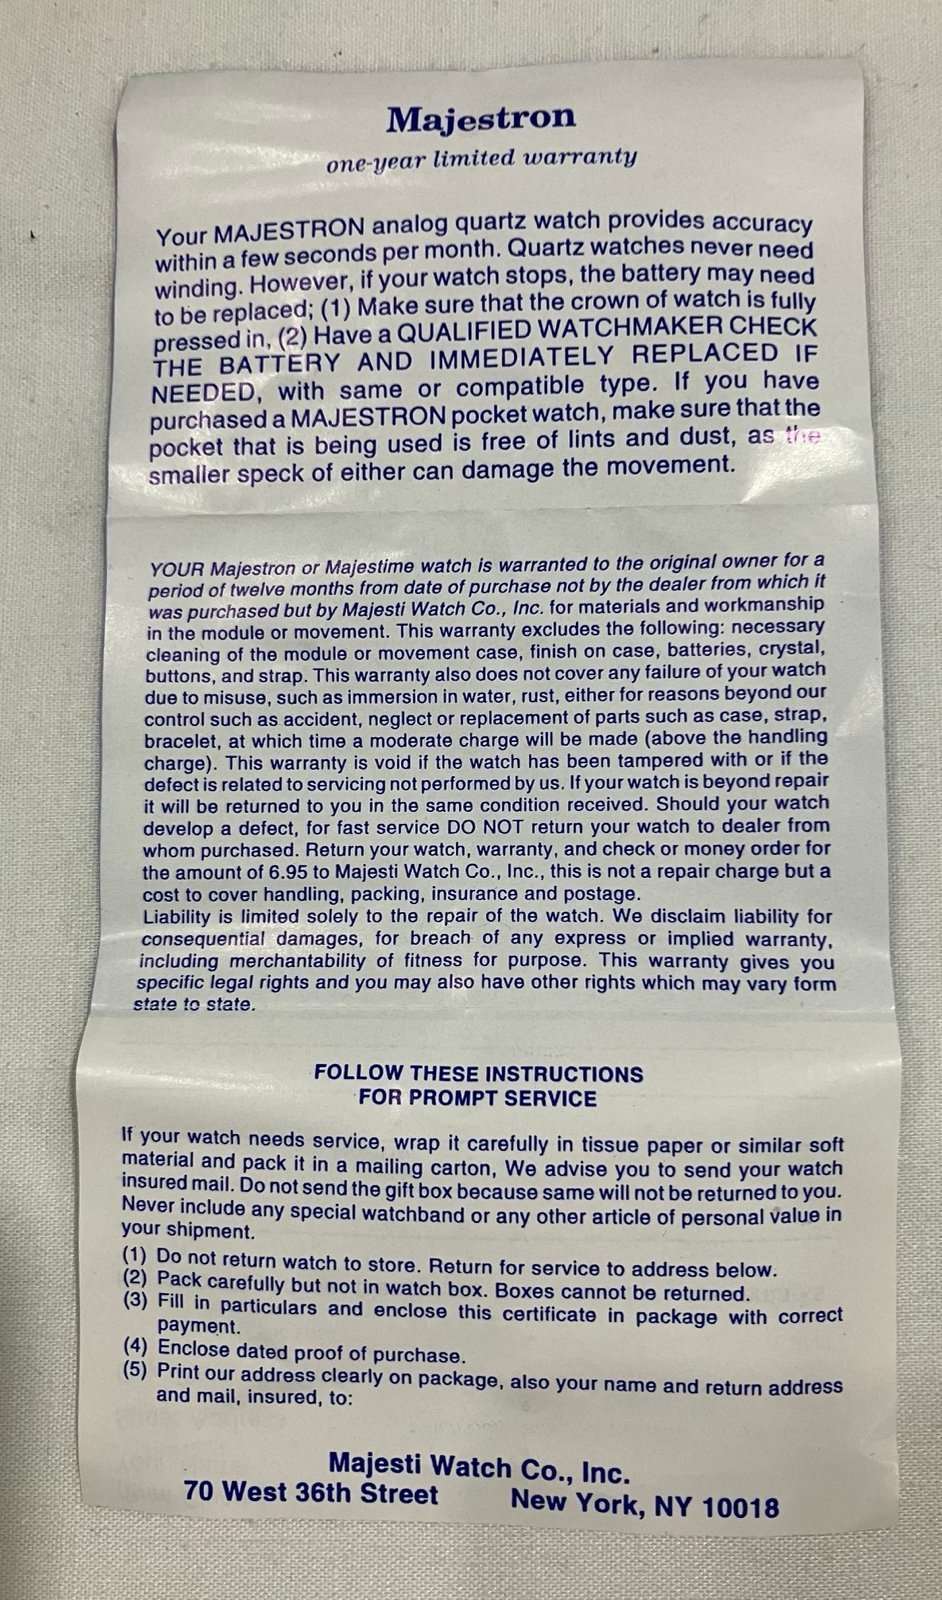 Majestron
one-year limited warranty
Your MAJESTRON analog quartz watch provides accuracy
within a few seconds per month. Quartz watches never need
winding. However, if your watch stops, the battery may need
to be replaced; (1) Make sure that the crown of watch is fully
pressed in, (2) Have a QUALIFIED WATCHMAKER CHECK
THE BATTERY AND IMMEDIATELY REPLACED IF
NEEDED, with same or compatible type. If you have
purchased a MAJESTRON pocket watch, make sure that the
pocket that is being used is free of lints and dust, as the
smaller speck of either can damage the movement.
YOUR Majestron or Majestime watch is warranted to the original owner for a
period of twelve months from date of purchase not by the dealer from which it
was purchased but by Majesti Watch Co., Inc. for materials and workmanship
in the module or movement. This warranty excludes the following: necessary
cleaning of the module or movement case, finish on case, batteries, crystal,
buttons, and strap. This warranty also does not cover any failure of your watch
due to misuse, such as immersion in water, rust, either for reasons beyond our
control such as accident, neglect or replacement of parts such as case, strap,
bracelet, at which time a moderate charge will be made (above the handling
charge). This warranty is void if the watch has been tampered with or if the
defect is related to servicing not performed by us. If your watch is beyond repair
it will be returned to you in the same condition received. Should your watch
develop a defect, for fast service DO NOT return your watch to dealer from
whom purchased. Return your watch, warranty, and check or money order for
the amount of 6.95 to Majesti Watch Co., Inc., this is not a repair charge but a
cost to cover handling, packing, insurance and postage.
Liability is limited solely to the repair of the watch. We disclaim liability for
consequential damages, for breach of any express or implied warranty,
including merchantability of fitness for purpose. This warranty gives you
specific legal rights and you may also have other rights which may vary form
state to state.
FOLLOW THESE INSTRUCTIONS
FOR PROMPT SERVICE
If your watch needs service, wrap it carefully in tissue paper or similar soft
material and pack it in a mailing carton, We advise you to send your watch
insured mail. Do not send the gift box because same will not be returned to you.
Never include any special watchband or any other article of personal value in
your shipment.
(1) Do not return watch to store. Return for service to address below.
(2) Pack carefully but not in watch box. Boxes cannot be returned.
(3) Fill in particulars and enclose this certificate in package with correct
payment.
(4) Enclose dated proof of purchase.
(5) Print our address clearly on package, also your name and return address
and mail, insured, to:
Majesti Watch Co., Inc.
70 West 36th Street New York, NY 10018